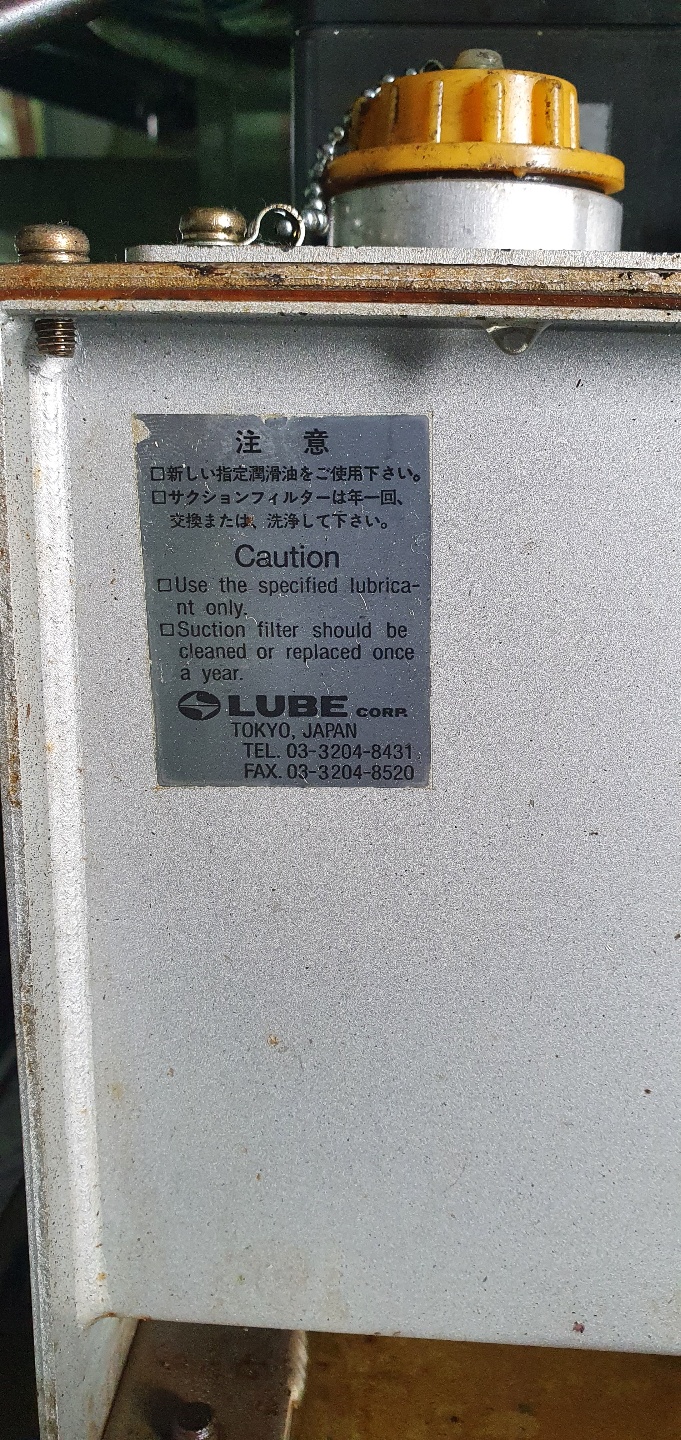 注 意
□新しい指定潤滑油をご使用下さい。
□サクションフィルターは年一回、
交換または、洗浄して下さい。
Caution
□Use the specified lubrica-
nt only.
□Suction filter should be
cleaned or replaced once
a year.
LUBE CORP.
TOKYO, JAPAN
TEL. 03-3204-8431
FAX. 03-3204-8520